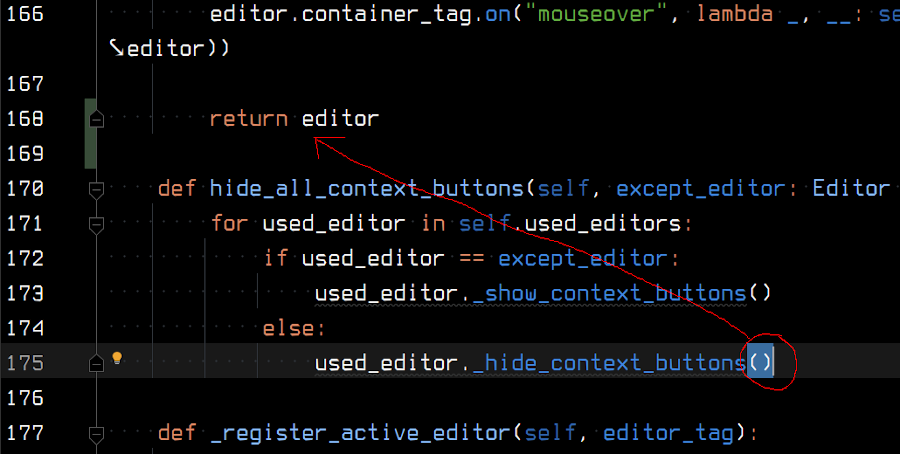 166 editor.container_tag.on("mouseover", lambda _, __: se
editor))
167
168 return editor
169
170 def hide_all_context_buttons(self, except_editor: Editor
171 for used_editor in self.used_editors:
172 if used_editor == except_editor:
173 used_editor._show_context_buttons()
174 else:
175 used_editor._hide_context_buttons()
176
177 def _register_active_editor(self, editor_tag):